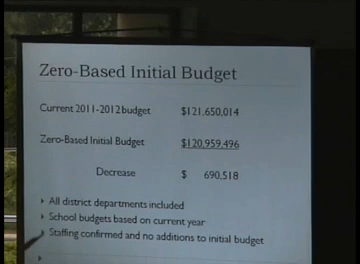 Zero-Based Initial Budget
Current 2011-2012 budget $121,650,014
Zero-Based Initial Budget $120,959,496
Decrease $ 690,518
All district departments included
School budgets based on current year
Staffing confirmed and no additions to initial budget